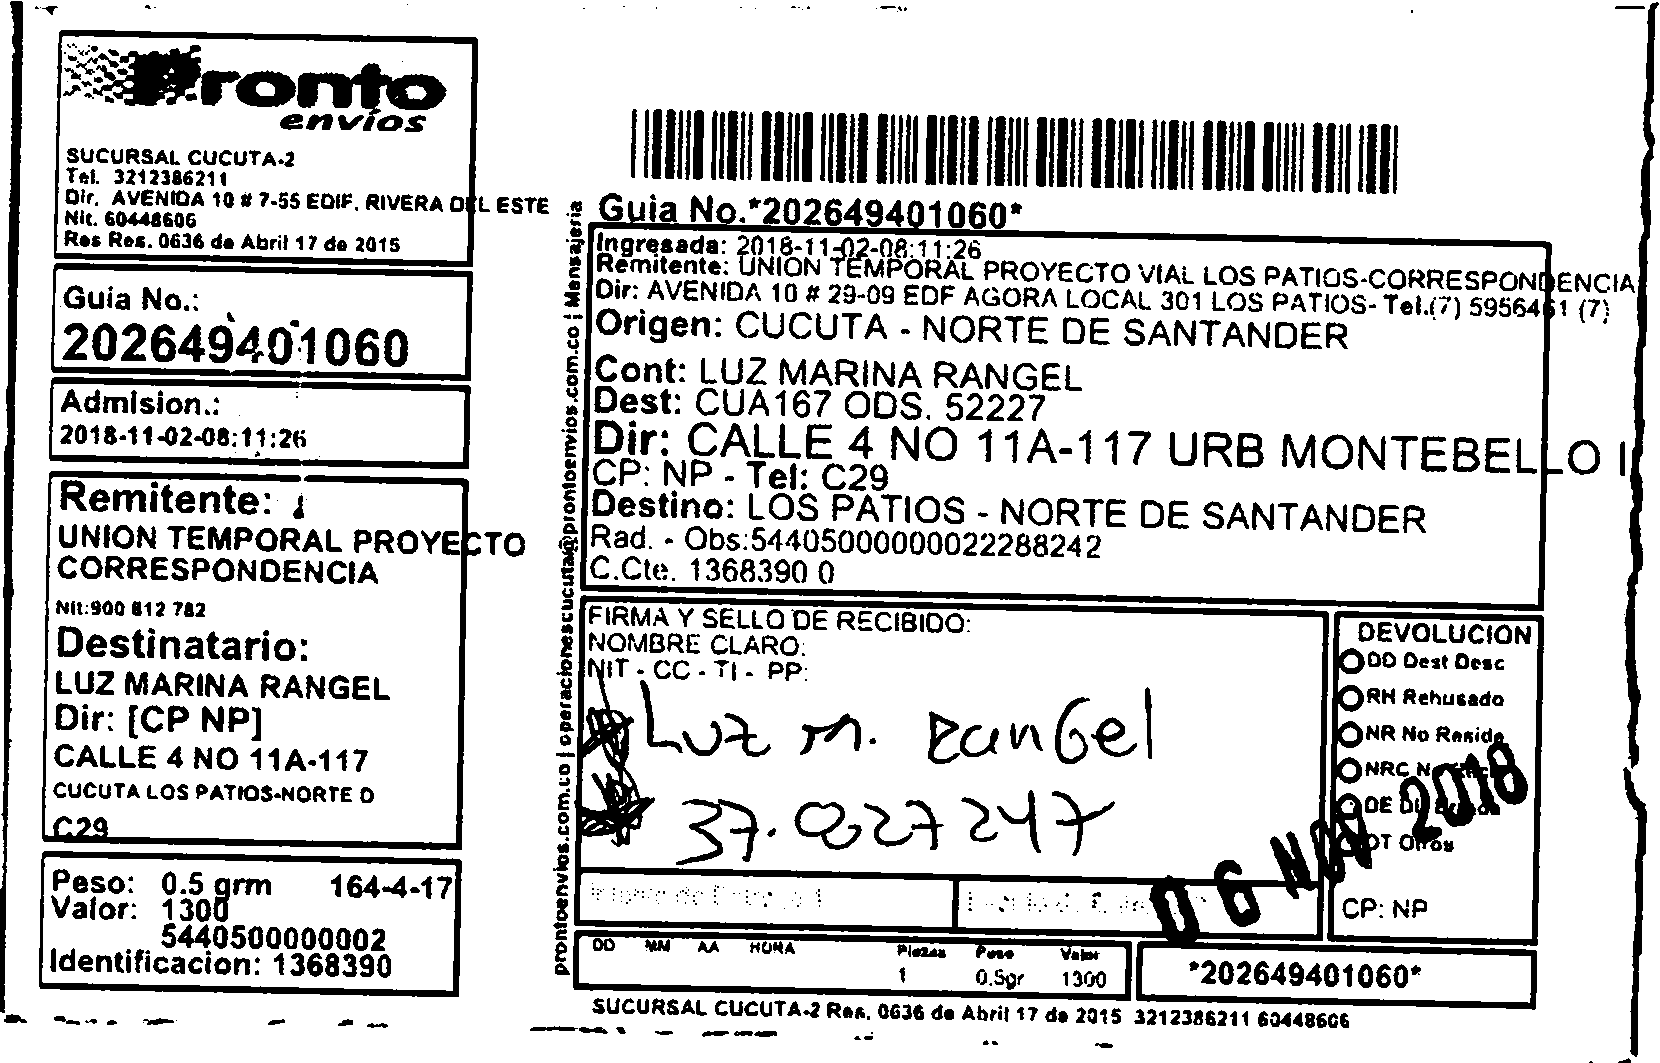 Pronto
envíos
SUCURSAL CUCUTA-2
Tel. 3212386211
Dir. AVENIDA 10 # 7-55 EDIF. RIVERA DEL ESTE
Nit. 60448606
Res Res. 0636 de Abril 17 de 2015
Guia No.:
202649401060
Admision.:
2018-11-02-08:11:26
Remitente:
UNION TEMPORAL PROYECTO
CORRESPONDENCIA
Nit:900 812 782
Destinatario:
LUZ MARINA RANGEL
Dir: [CP NP]
CALLE 4 NO 11A-117
CUCUTA LOS PATIOS-NORTE D
C29
Peso: 0.5 grm 164-4-17
Valor: 1300
5440500000002
Identificacion: 1368390
prontoenvios.com.co | operacionescucuta@prontoenvios.com.co | Mensajeria
Guia No.*202649401060*
Ingresada: 2018-11-02-08:11:26
Remitente: UNION TEMPORAL PROYECTO VIAL LOS PATIOS-CORRESPONDENCIA
Dir: AVENIDA 10 # 29-09 EDF AGORA LOCAL 301 LOS PATIOS- Tel.(7) 5956461 (7)
Origen: CUCUTA - NORTE DE SANTANDER
Cont: LUZ MARINA RANGEL
Dest: CUA167 ODS. 52227
Dir: CALLE 4 NO 11A-117 URB MONTEBELLO I
CP: NP - Tel: C29
Destino: LOS PATIOS - NORTE DE SANTANDER
Rad. - Obs:54405000000022288242
C.Cte. 1368390 0
FIRMA Y SELLO DE RECIBIDO:
NOMBRE CLARO:
NIT - CC - TI - PP:
Luz m. RanGel
37.827247
DEVOLUCION
DD Dest Desc
RH Rehusado
NR No Reside
NRC
DE
OT Otros
06 NOV 2018
CP: NP
DD MM AA HORA Piezas Peso Valor
1 0.5gr 1300
*202649401060*
SUCURSAL CUCUTA-2 Res. 0636 de Abril 17 de 2015 3212386211 60448606